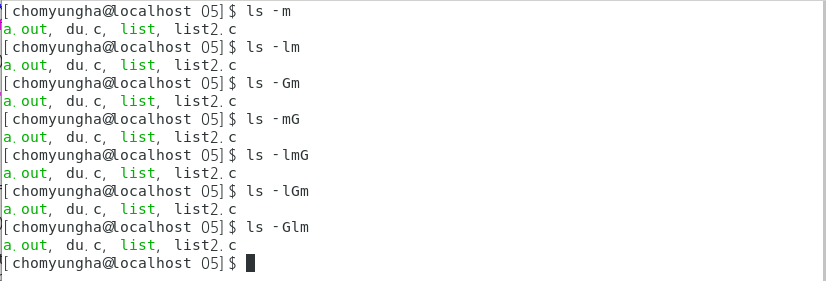 [chomyungha@localhost 05]$ ls -m
a.out, du.c, list, list2.c
[chomyungha@localhost 05]$ ls -lm
a.out, du.c, list, list2.c
[chomyungha@localhost 05]$ ls -Gm
a.out, du.c, list, list2.c
[chomyungha@localhost 05]$ ls -mG
a.out, du.c, list, list2.c
[chomyungha@localhost 05]$ ls -lmG
a.out, du.c, list, list2.c
[chomyungha@localhost 05]$ ls -lGm
a.out, du.c, list, list2.c
[chomyungha@localhost 05]$ ls -Glm
a.out, du.c, list, list2.c
[chomyungha@localhost 05]$